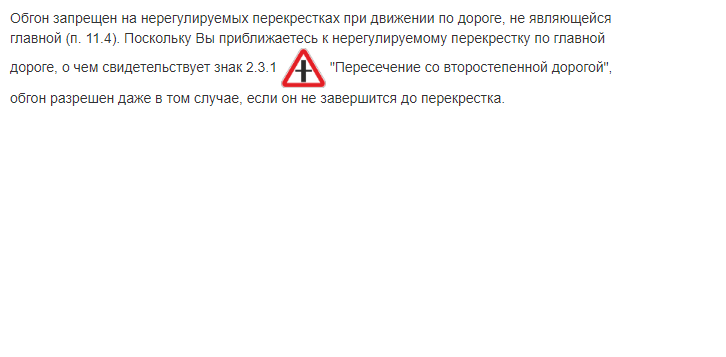 Обгон запрещен на нерегулируемых перекрестках при движении по дороге, не являющейся
главной (п. 11.4). Поскольку Вы приближаетесь к нерегулируемому перекрестку по главной
дороге, о чем свидетельствует знак 2.3.1 "Пересечение со второстепенной дорогой",
обгон разрешен даже в том случае, если он не завершится до перекрестка.